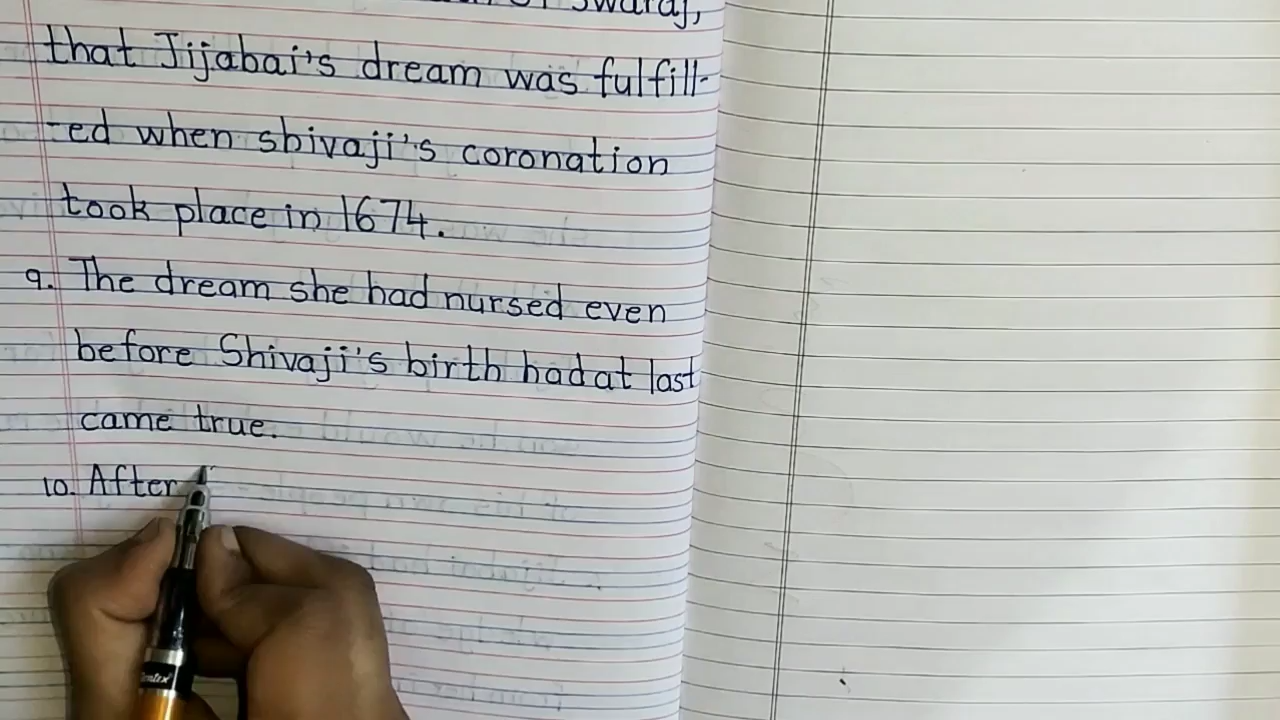 swaraj,
that Jijabai's dream was fulfill-
-ed when shivaji's coronation
took place in 1674.
9. The dream she had nursed even
before Shivaji's birth had at last
came true.
10. After